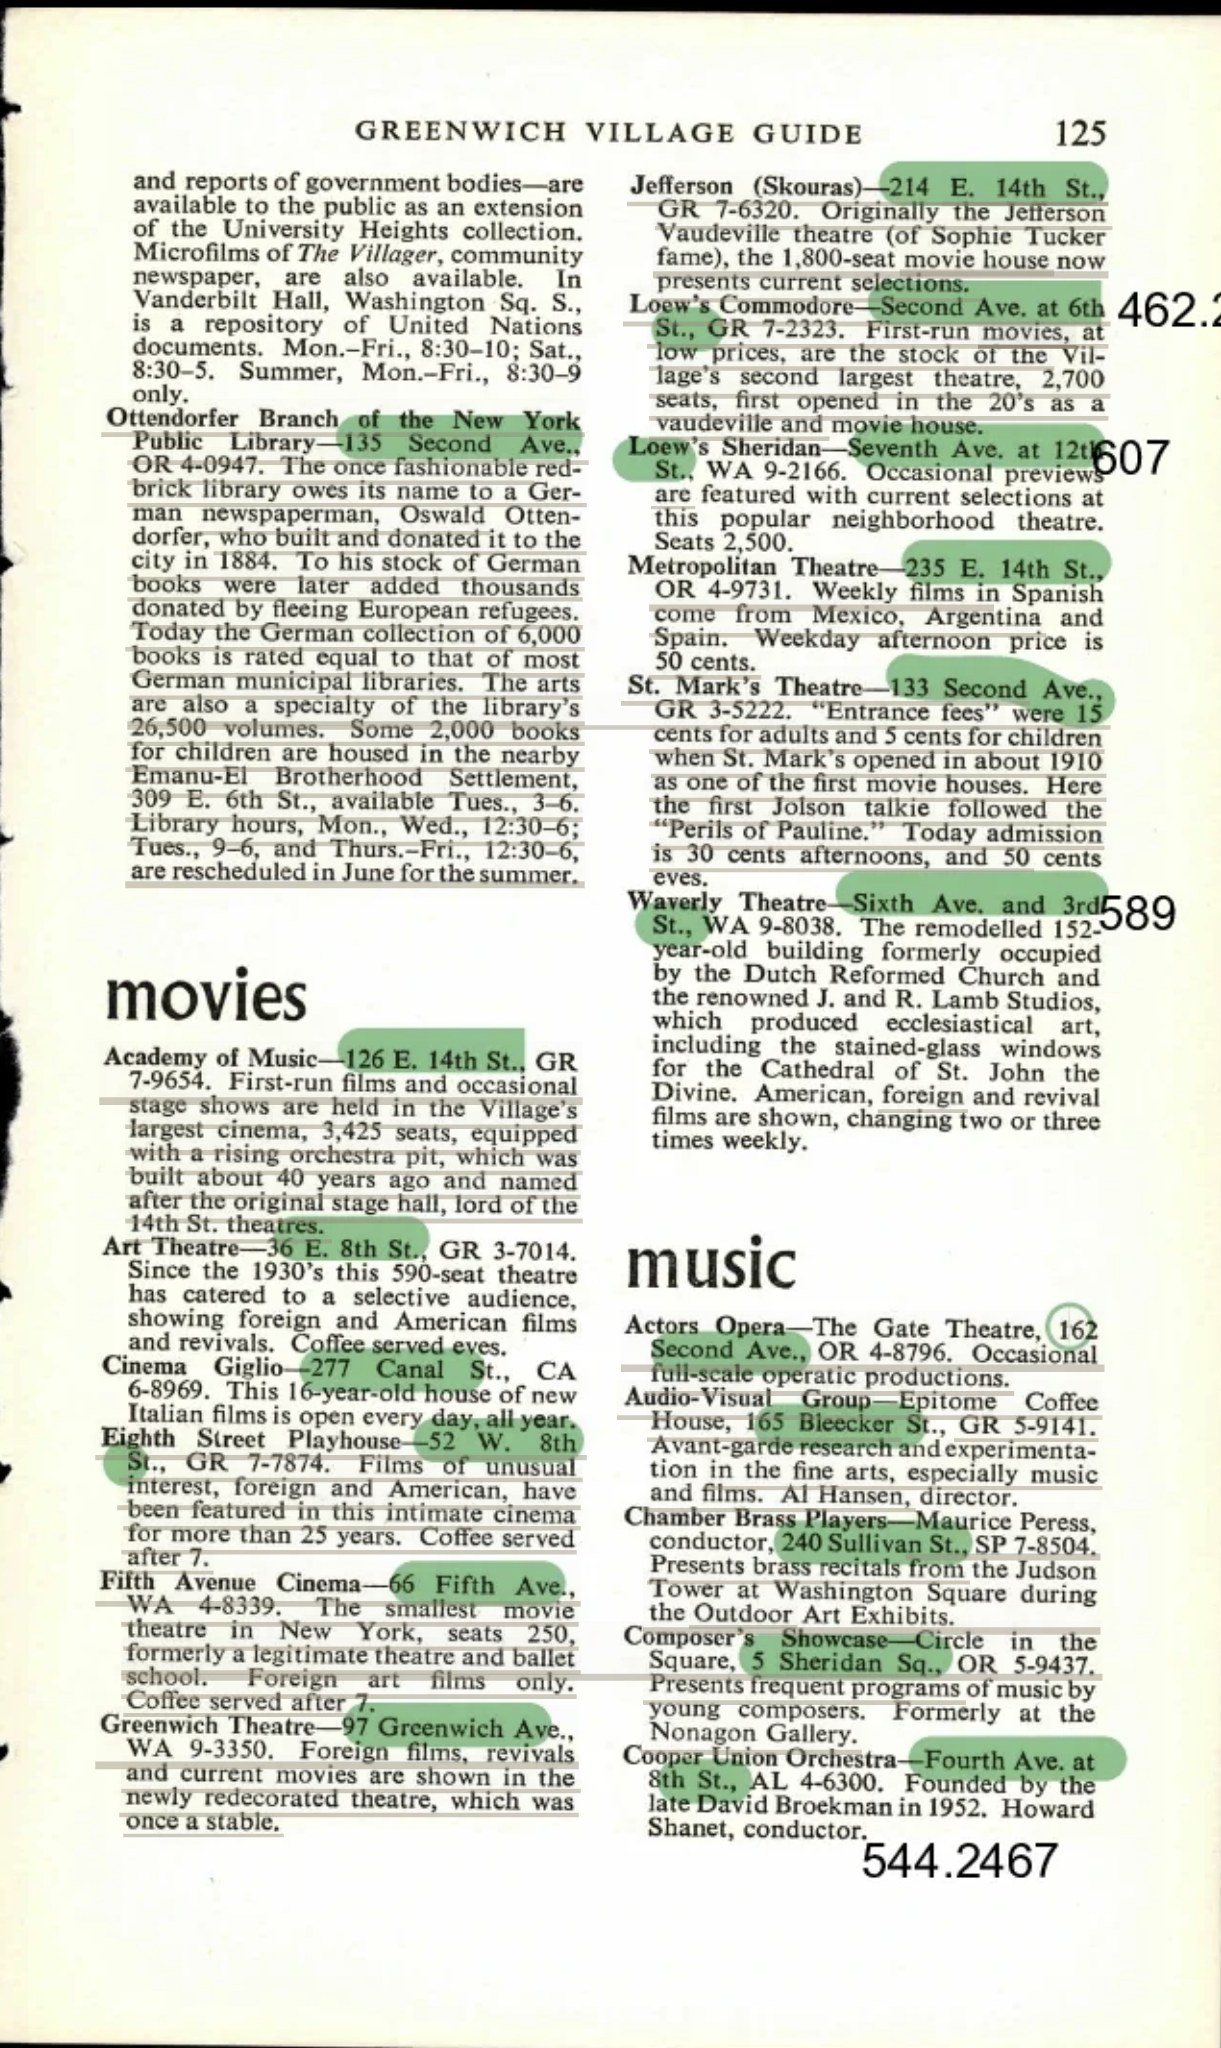 GREENWICH VILLAGE GUIDE 125
and reports of government bodies—are
available to the public as an extension
of the University Heights collection.
Microfilms of The Villager, community
newspaper, are also available. In
Vanderbilt Hall, Washington Sq. S.,
is a repository of United Nations
documents. Mon.–Fri., 8:30–10; Sat.,
8:30–5. Summer, Mon.–Fri., 8:30–9
only.
Ottendorfer Branch of the New York
Public Library—135 Second Ave.,
OR 4-0947. The once fashionable red-
brick library owes its name to a Ger-
man newspaperman, Oswald Otten-
dorfer, who built and donated it to the
city in 1884. To his stock of German
books were later added thousands
donated by fleeing European refugees.
Today the German collection of 6,000
books is rated equal to that of most
German municipal libraries. The arts
are also a specialty of the library's
26,500 volumes. Some 2,000 books
for children are housed in the nearby
Emanu-El Brotherhood Settlement,
309 E. 6th St., available Tues., 3–6.
Library hours, Mon., Wed., 12:30–6;
Tues., 9–6, and Thurs.–Fri., 12:30–6,
are rescheduled in June for the summer.
movies
Academy of Music—126 E. 14th St., GR
7-9654. First-run films and occasional
stage shows are held in the Village's
largest cinema, 3,425 seats, equipped
with a rising orchestra pit, which was
built about 40 years ago and named
after the original stage hall, lord of the
14th St. theatres.
Art Theatre—36 E. 8th St., GR 3-7014.
Since the 1930's this 590-seat theatre
has catered to a selective audience,
showing foreign and American films
and revivals. Coffee served eves.
Cinema Giglio—277 Canal St., CA
6-8969. This 16-year-old house of new
Italian films is open every day, all year.
Eighth Street Playhouse—52 W. 8th
St., GR 7-7874. Films of unusual
interest, foreign and American, have
been featured in this intimate cinema
for more than 25 years. Coffee served
after 7.
Fifth Avenue Cinema—66 Fifth Ave.,
WA 4-8339. The smallest movie
theatre in New York, seats 250,
formerly a legitimate theatre and ballet
school. Foreign art films only.
Coffee served after 7.
Greenwich Theatre—97 Greenwich Ave.,
WA 9-3350. Foreign films, revivals
and current movies are shown in the
newly redecorated theatre, which was
once a stable.
Jefferson (Skouras)—214 E. 14th St.,
GR 7-6320. Originally the Jefferson
Vaudeville theatre (of Sophie Tucker
fame), the 1,800-seat movie house now
presents current selections.
Loew's Commodore—Second Ave. at 6th 462.2
St., GR 7-2323. First-run movies, at
low prices, are the stock of the Vil-
lage's second largest theatre, 2,700
seats, first opened in the 20's as a
vaudeville and movie house.
Loew's Sheridan—Seventh Ave. at 12th 607
St., WA 9-2166. Occasional previews
are featured with current selections at
this popular neighborhood theatre.
Seats 2,500.
Metropolitan Theatre—235 E. 14th St.,
OR 4-9731. Weekly films in Spanish
come from Mexico, Argentina and
Spain. Weekday afternoon price is
50 cents.
St. Mark's Theatre—133 Second Ave.,
GR 3-5222. "Entrance fees" were 15
cents for adults and 5 cents for children
when St. Mark's opened in about 1910
as one of the first movie houses. Here
the first Jolson talkie followed the
"Perils of Pauline." Today admission
is 30 cents afternoons, and 50 cents
eves.
Waverly Theatre—Sixth Ave. and 3rd 589
St., WA 9-8038. The remodelled 152-
year-old building formerly occupied
by the Dutch Reformed Church and
the renowned J. and R. Lamb Studios,
which produced ecclesiastical art,
including the stained-glass windows
for the Cathedral of St. John the
Divine. American, foreign and revival
films are shown, changing two or three
times weekly.
music
Actors Opera—The Gate Theatre, 162
Second Ave., OR 4-8796. Occasional
full-scale operatic productions.
Audio-Visual Group—Epitome Coffee
House, 165 Bleecker St., GR 5-9141.
Avant-garde research and experimenta-
tion in the fine arts, especially music
and films. Al Hansen, director.
Chamber Brass Players—Maurice Peress,
conductor, 240 Sullivan St., SP 7-8504.
Presents brass recitals from the Judson
Tower at Washington Square during
the Outdoor Art Exhibits.
Composer's Showcase—Circle in the
Square, 5 Sheridan Sq., OR 5-9437.
Presents frequent programs of music by
young composers. Formerly at the
Nonagon Gallery.
Cooper Union Orchestra—Fourth Ave. at
8th St., AL 4-6300. Founded by the
late David Broekman in 1952. Howard
Shanet, conductor.
544.2467